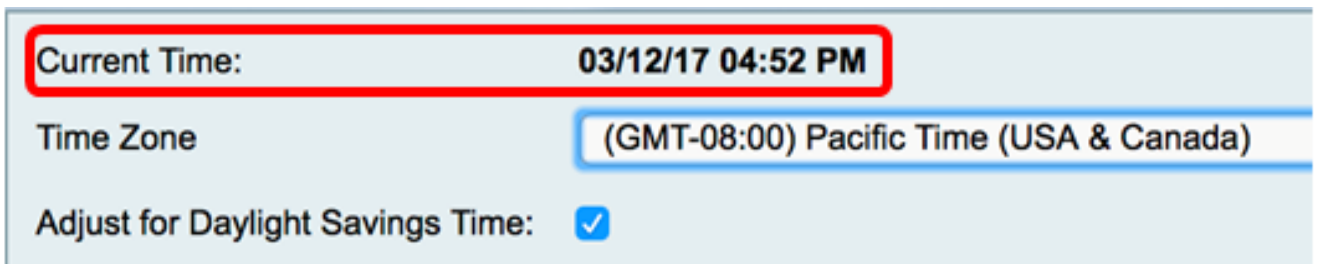 Current Time: 03/12/17 04:52 PM
Time Zone (GMT-08:00) Pacific Time (USA & Canada)
Adjust for Daylight Savings Time: